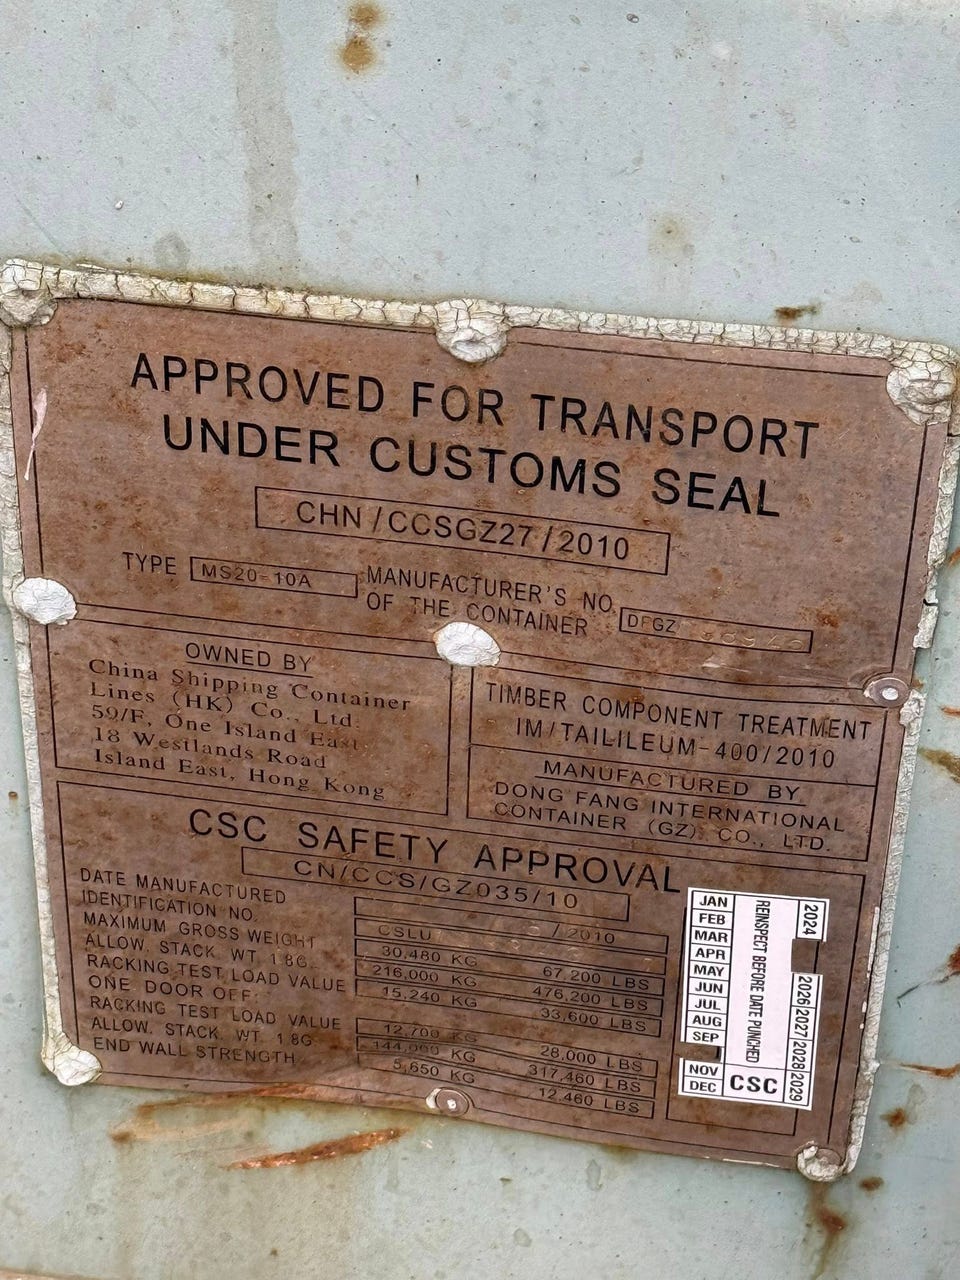 APPROVED FOR TRANSPORT
UNDER CUSTOMS SEAL
CHN/CCSGZ27/2010
TYPE MS20-10A
MANUFACTURER'S NO.
OF THE CONTAINER DFGZ
OWNED BY
China Shipping Container
Lines (HK) Co., Ltd.
59/F, One Island East
18 Westlands Road
Island East, Hong Kong
TIMBER COMPONENT TREATMENT
IM/TAILILEUM-400/2010
MANUFACTURED BY
DONG FANG INTERNATIONAL
CONTAINER (GZ) CO., LTD.
CSC SAFETY APPROVAL
CN/CCS/GZ035/10
DATE MANUFACTURED /2010
IDENTIFICATION NO. CSLU
MAXIMUM GROSS WEIGHT 30,480 KG 67,200 LBS
ALLOW. STACK. WT. 1.8G 216,000 KG 476,200 LBS
RACKING TEST LOAD VALUE 15,240 KG 33,600 LBS
ONE DOOR OFF:
RACKING TEST LOAD VALUE 12,700 KG 28,000 LBS
ALLOW. STACK. WT. 1.8G 144,000 KG 317,460 LBS
END WALL STRENGTH 5,650 KG 12,460 LBS
JAN
FEB
MAR
APR
MAY
JUN
JUL
AUG
SEP
NOV
DEC
REINSPECT BEFORE DATE PUNCHED
CSC
2024
2026 2027 2028 2029